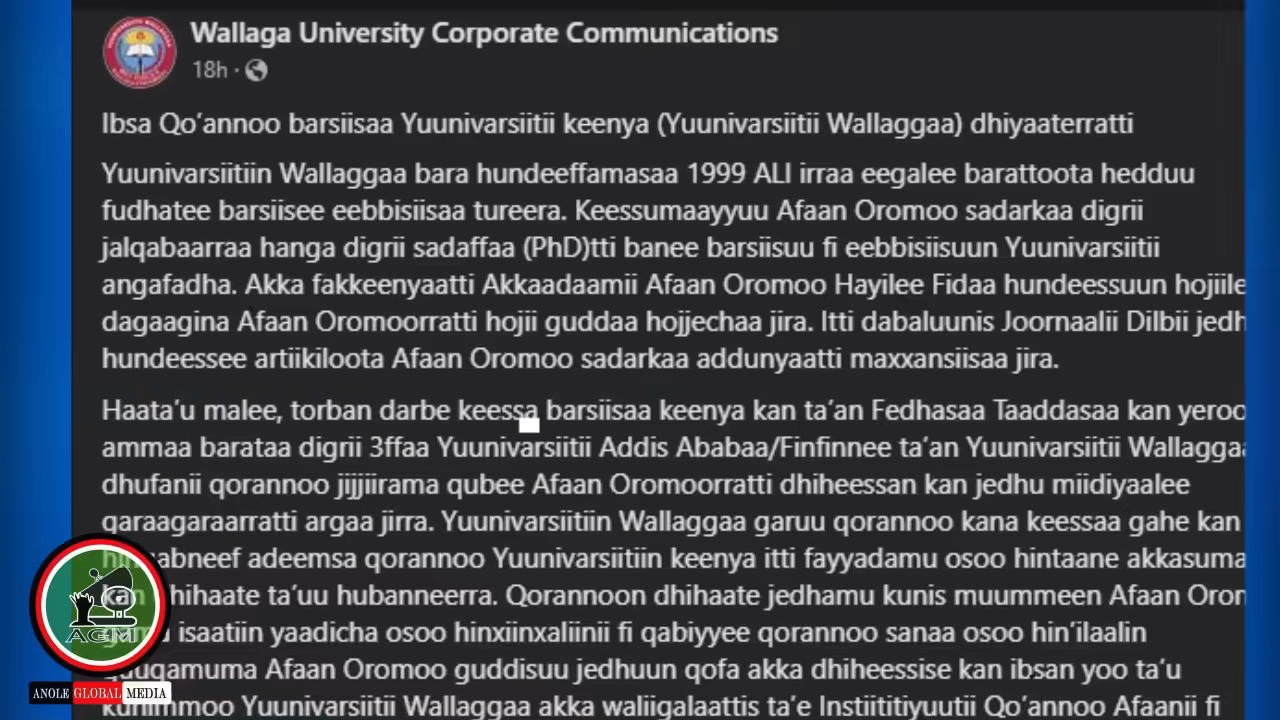 Wallaga University Corporate Communications
18h ·
Ibsa Qo’annoo barsiisaa Yuunivarsiitii keenya (Yuunivarsiitii Wallaggaa) dhiyaaterratti
Yuunivarsiitiin Wallaggaa bara hundeeffamasaa 1999 ALI irraa eegalee barattoota hedduu
fudhatee barsiisee eebbisiisaa tureera. Keessumaayyuu Afaan Oromoo sadarkaa digrii
jalqabaarraa hanga digrii sadaffaa (PhD)tti banee barsiisuu fi eebbisiisuun Yuunivarsiitii
angafadha. Akka fakkeenyaatti Akkaadaamii Afaan Oromoo Hayilee Fidaa hundeessuun hojiile
dagaagina Afaan Oromoorratti hojii guddaa hojjechaa jira. Itti dabaluunis Joornaalii Dilbii jedh
hundeessee artiikiloota Afaan Oromoo sadarkaa addunyaatti maxxansiisaa jira.
Haata’u malee, torban darbe keessa barsiisaa keenya kan ta’an Fedhasaa Taaddasaa kan yeroo
ammaa barataa digrii 3ffaa Yuunivarsiitii Addis Ababaa/Finfinnee ta’an Yuunivarsiitii Wallaggaa
dhufanii qorannoo jijjiirama qubee Afaan Oromoorratti dhiheessan kan jedhu miidiyaalee
qaraagaraarratti argaa jirra. Yuunivarsiitiin Wallaggaa garuu qorannoo kana keessaa gahe kan
adeemsa qorannoo Yuunivarsiitiin keenya itti fayyadamu osoo hintaane akkasuma
kan dhihaate ta’uu hubanneerra. Qorannoon dhihaate jedhamu kunis muummeen Afaan Orom
isaatiin yaadicha osoo hinxinxaliinii fi qabiyyee qorannoo sanaa osoo hin’ilaalin
Afaan Oromoo guddisuu jedhuun qofa akka dhiheessise kan ibsan yoo ta’u
kunimmoo Yuunivarsiitii Wallaggaa akka waliigalaattis ta’e Instiititiyuutii Qo’annoo Afaanii fi
AGM
ANOLE GLOBAL MEDIA